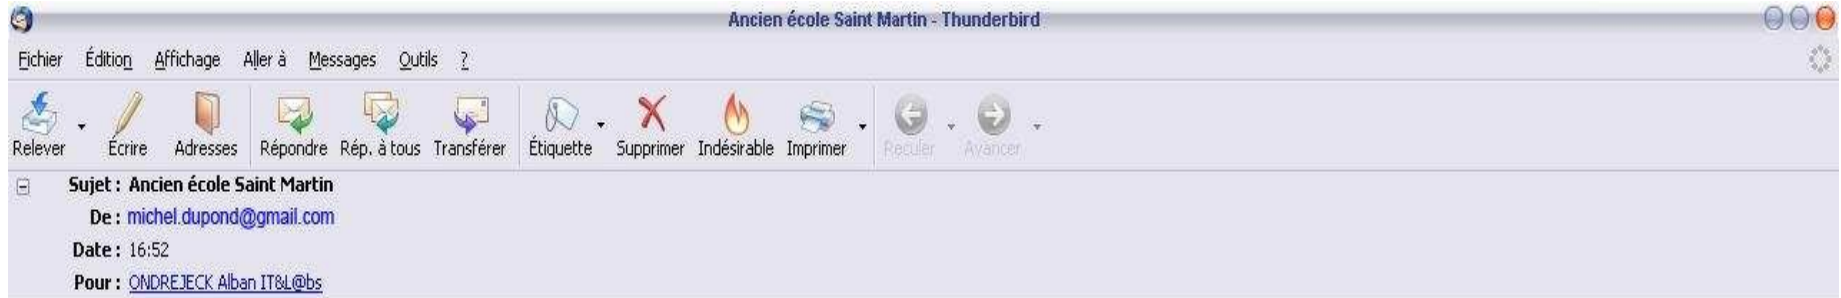 Ancien école Saint Martin - Thunderbird
Fichier Édition Affichage Aller à Messages Outils ?
Relever Écrire Adresses Répondre Rép. à tous Transférer Étiquette Supprimer Indésirable Imprimer Reculer Avancer
Sujet : Ancien école Saint Martin
De : michel.dupond@gmail.com
Date : 16:52
Pour : ONDREJECK Alban IT&L@bs